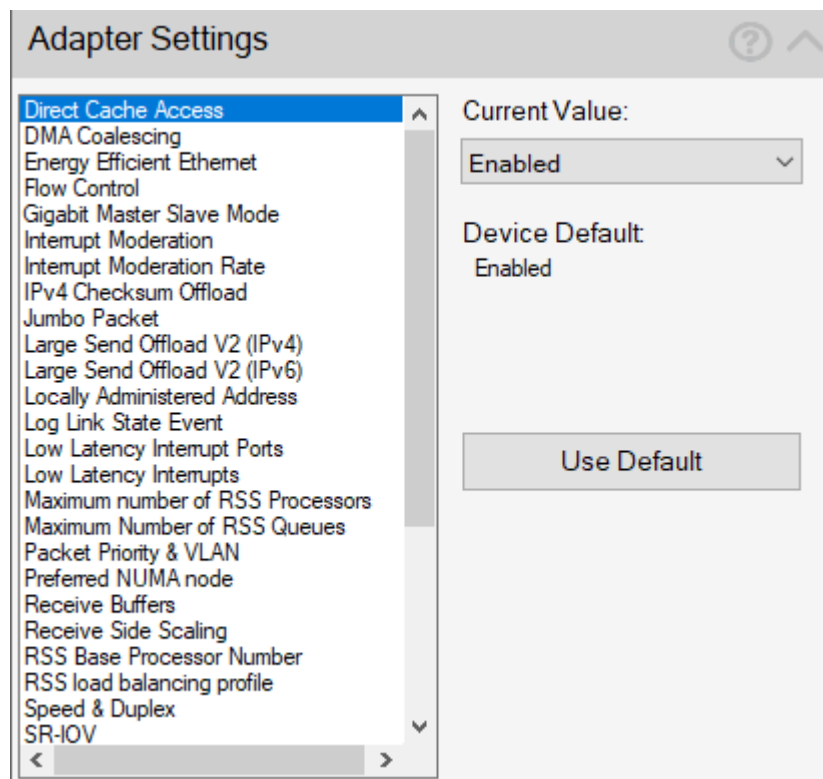 Adapter Settings
Direct Cache Access
DMA Coalescing
Energy Efficient Ethernet
Flow Control
Gigabit Master Slave Mode
Interrupt Moderation
Interrupt Moderation Rate
IPv4 Checksum Offload
Jumbo Packet
Large Send Offload V2 (IPv4)
Large Send Offload V2 (IPv6)
Locally Administered Address
Log Link State Event
Low Latency Interrupt Ports
Low Latency Interrupts
Maximum number of RSS Processors
Maximum Number of RSS Queues
Packet Priority & VLAN
Preferred NUMA node
Receive Buffers
Receive Side Scaling
RSS Base Processor Number
RSS load balancing profile
Speed & Duplex
SR-IOV
Current Value:
Enabled
Device Default:
Enabled
Use Default